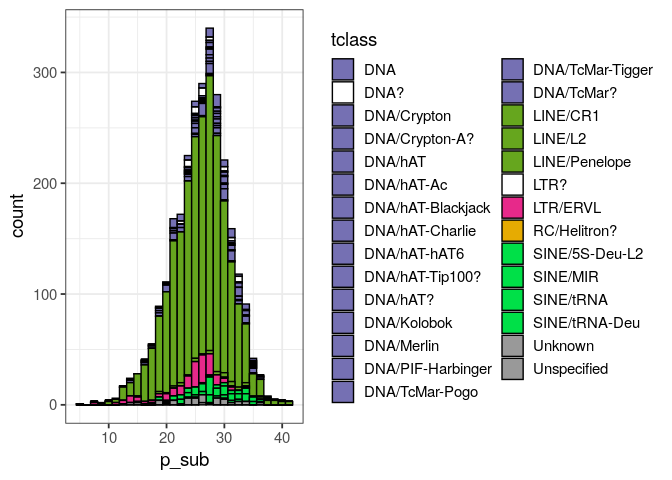 tclass
DNA
DNA?
DNA/Crypton
DNA/Crypton-A?
DNA/hAT
DNA/hAT-Ac
DNA/hAT-Blackjack
DNA/hAT-Charlie
DNA/hAT-hAT6
DNA/hAT-Tip100?
DNA/hAT?
DNA/Kolobok
DNA/Merlin
DNA/PIF-Harbinger
DNA/TcMar-Pogo
DNA/TcMar-Tigger
DNA/TcMar?
LINE/CR1
LINE/L2
LINE/Penelope
LTR?
LTR/ERVL
RC/Helitron?
SINE/5S-Deu-L2
SINE/MIR
SINE/tRNA
SINE/tRNA-Deu
Unknown
Unspecified
count
300
200
100
0
10 20 30 40
p_sub